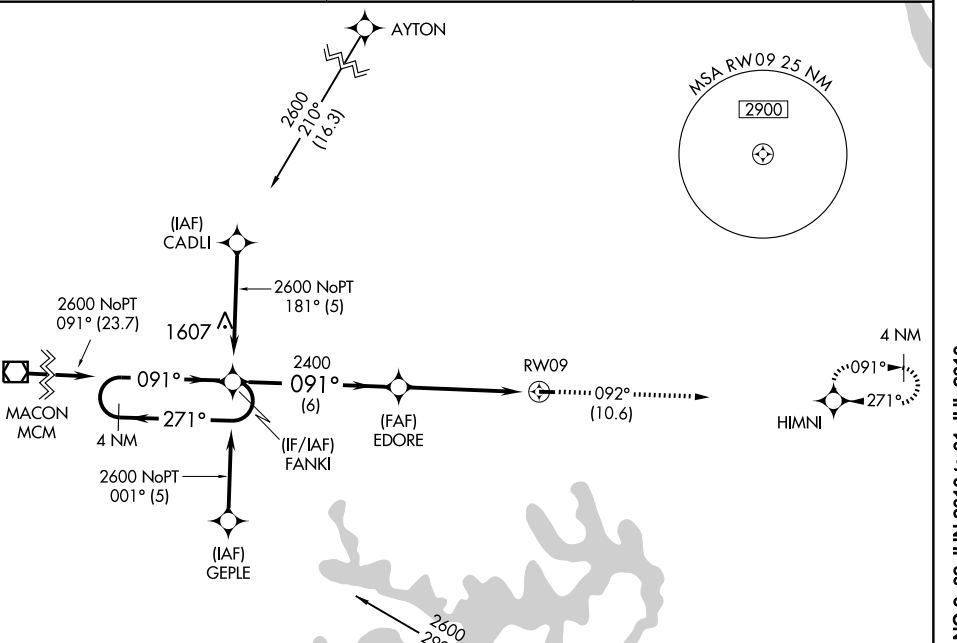 AYTON
2600
210°
(16.3)
MSA RW09 25 NM
2900
(IAF)
CADLI
2600 NoPT
181° (5)
2600 NoPT
091° (23.7)
1607
MACON
MCM
091°
271°
4 NM
2400
091°
(6)
(IF/IAF)
FANKI
(FAF)
EDORE
RW09
092°
(10.6)
4 NM
091°
271°
HIMNI
2600 NoPT
001° (5)
(IAF)
GEPLE
2600